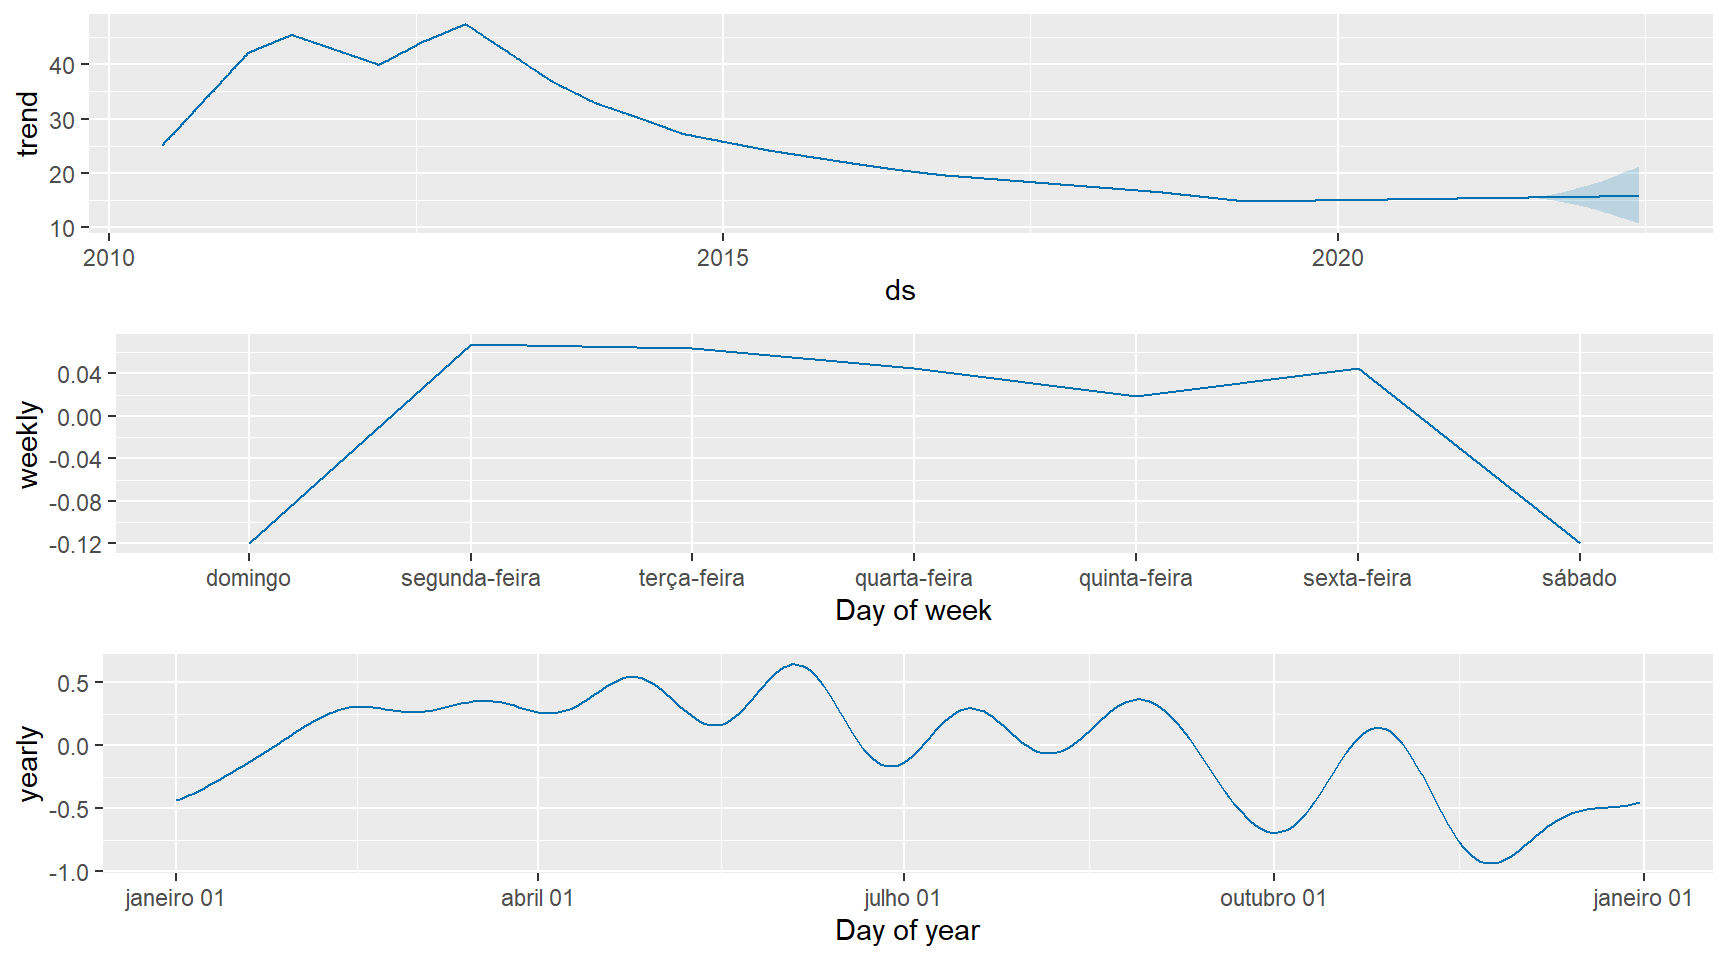 trend
40
30
20
10
2010 2015 2020
ds
weekly
0.04
0.00
-0.04
-0.08
-0.12
domingo segunda-feira terça-feira quarta-feira quinta-feira sexta-feira sábado
Day of week
yearly
0.5
0.0
-0.5
-1.0
janeiro 01 abril 01 julho 01 outubro 01 janeiro 01
Day of year